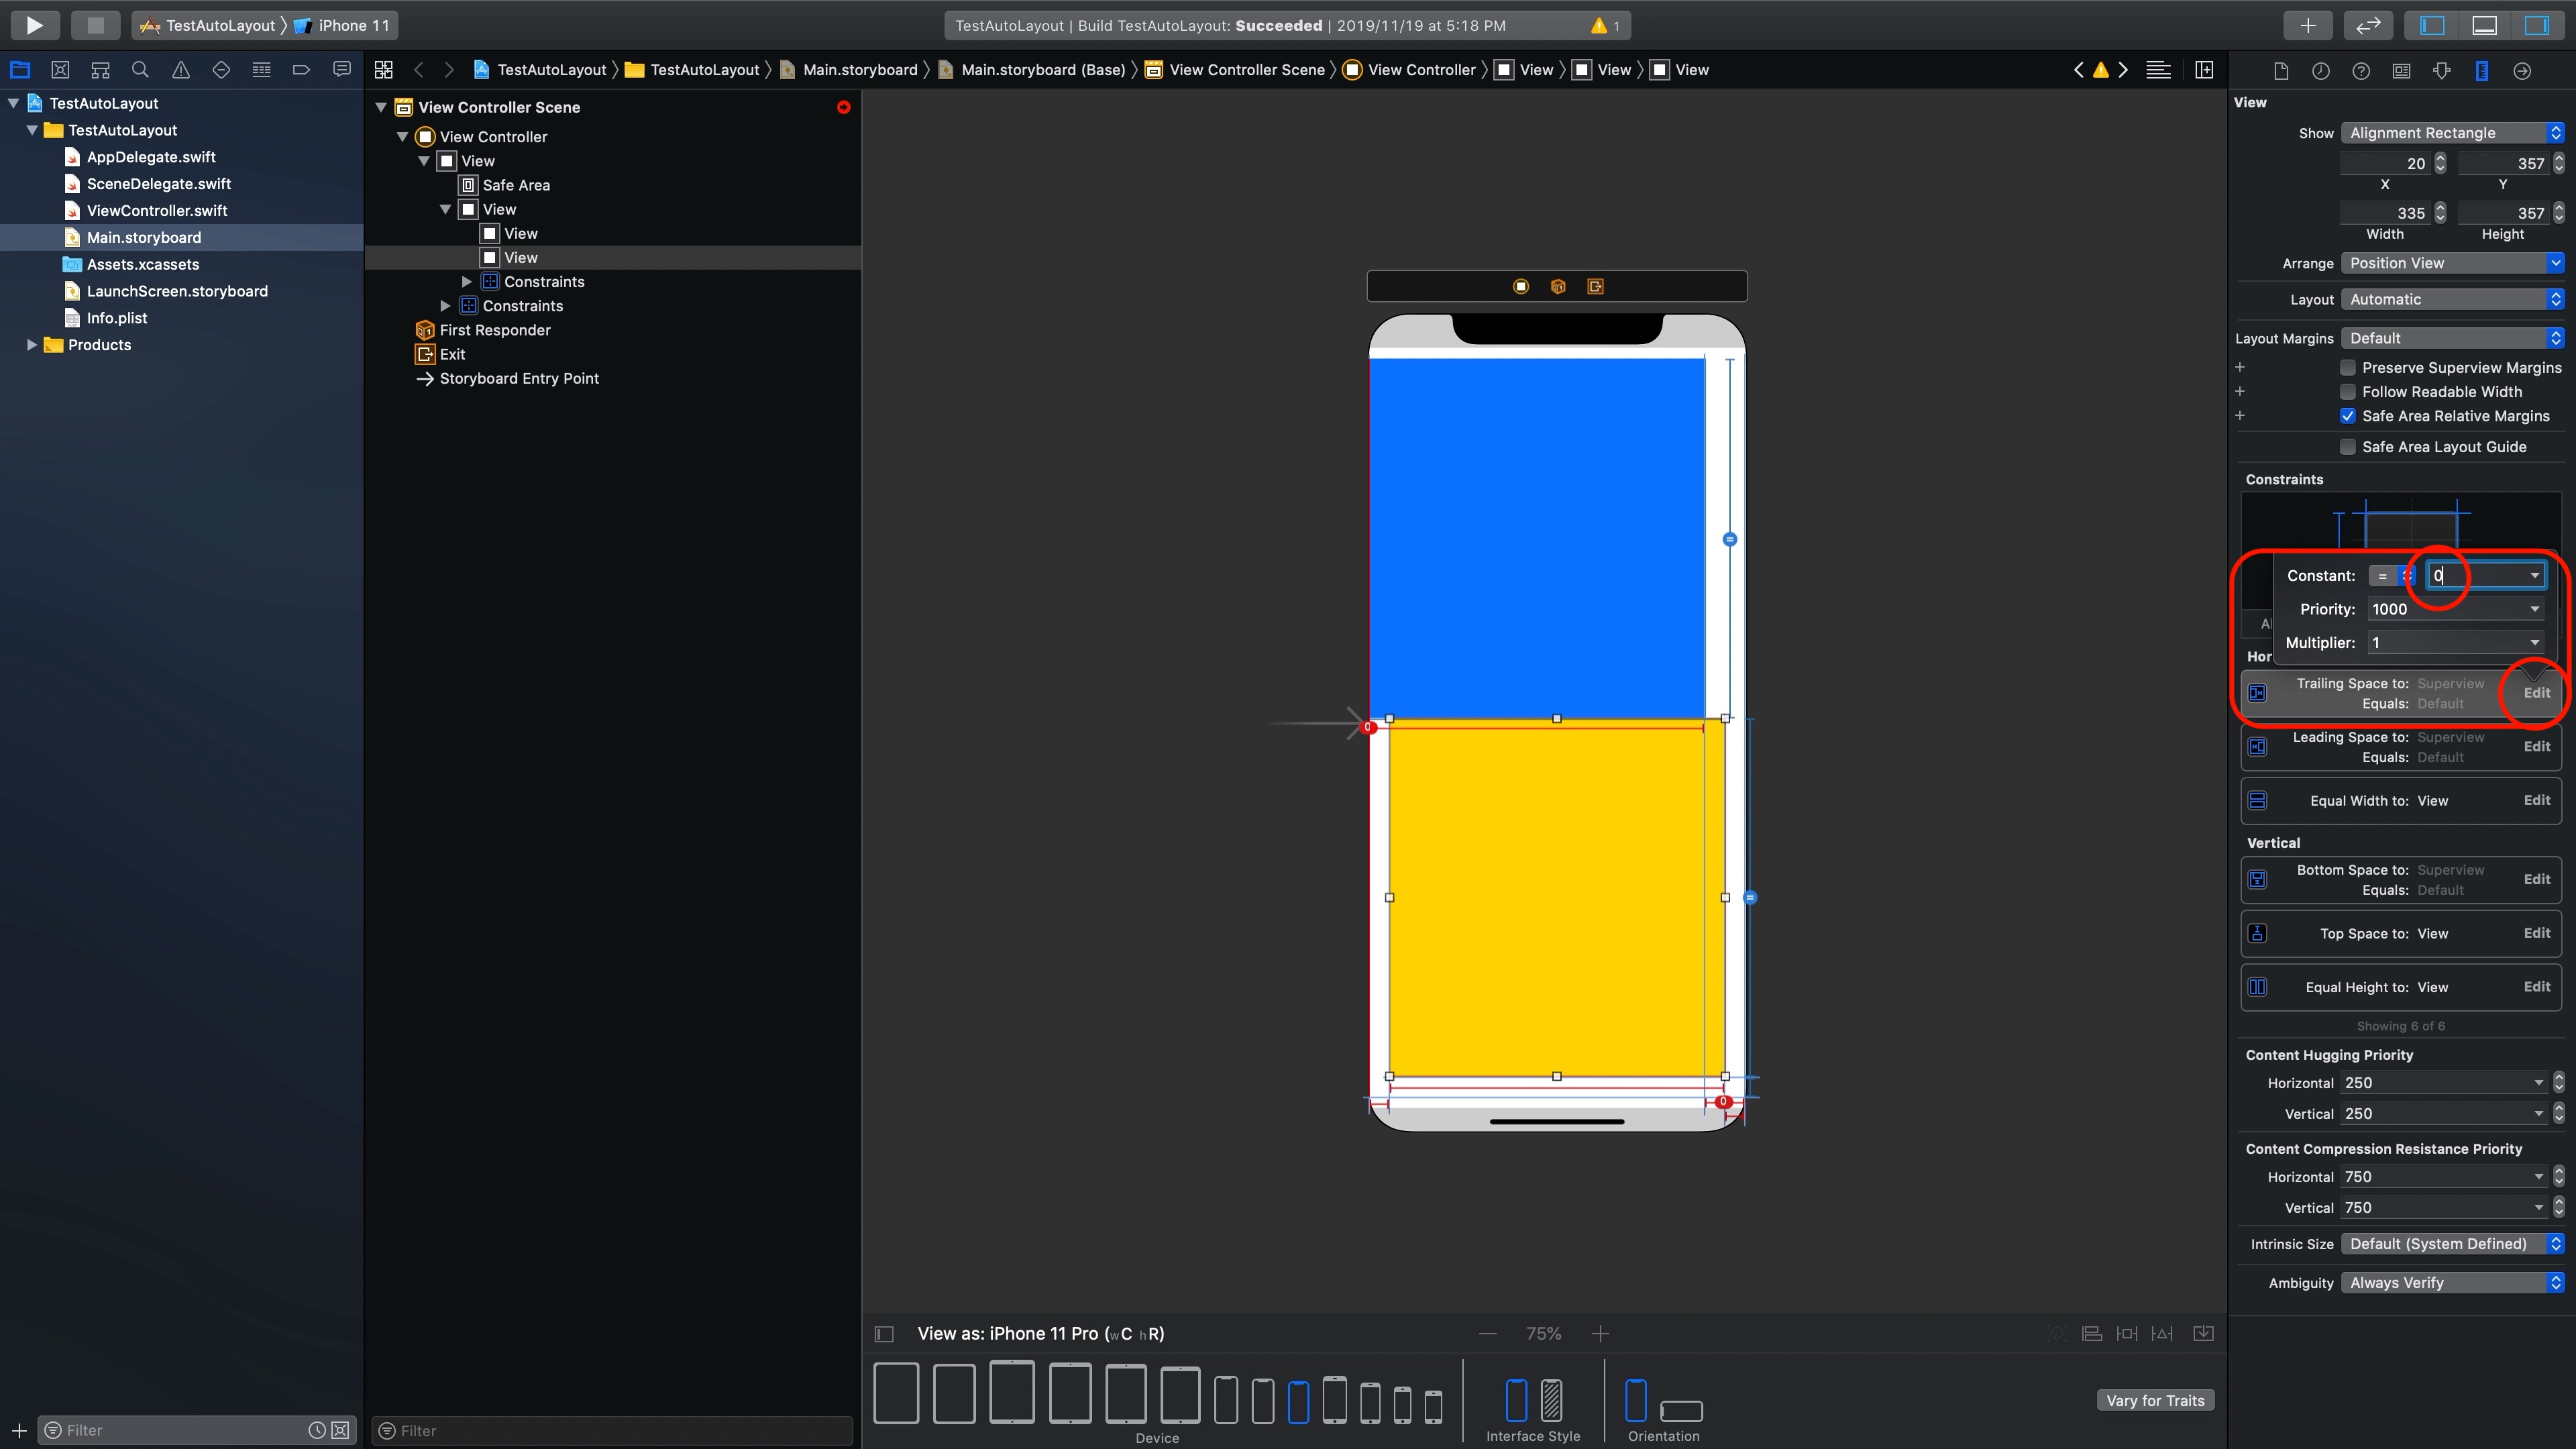 TestAutoLayout 〉 iPhone 11
TestAutoLayout | Build TestAutoLayout: Succeeded | 2019/11/19 at 5:18 PM
1
TestAutoLayout 〉 TestAutoLayout 〉 Main.storyboard 〉 Main.storyboard (Base) 〉 View Controller Scene 〉 View Controller 〉 View 〉 View 〉 View
TestAutoLayout
TestAutoLayout
AppDelegate.swift
SceneDelegate.swift
ViewController.swift
Main.storyboard
Assets.xcassets
LaunchScreen.storyboard
Info.plist
Products
Filter
View Controller Scene
View Controller
View
Safe Area
View
View
View
Constraints
Constraints
First Responder
Exit
Storyboard Entry Point
Filter
0
0
View as: iPhone 11 Pro (wC hR)
75%
Device
Interface Style
Orientation
Vary for Traits
View
Show Alignment Rectangle
20 357
X Y
335 357
Width Height
Arrange Position View
Layout Automatic
Layout Margins Default
Preserve Superview Margins
Follow Readable Width
Safe Area Relative Margins
Safe Area Layout Guide
Constraints
Constant: = 0
Priority: 1000
Multiplier: 1
Hor
Trailing Space to: Superview
Equals: Default
Edit
Leading Space to: Superview
Equals: Default
Edit
Equal Width to: View Edit
Vertical
Bottom Space to: Superview
Equals: Default
Edit
Top Space to: View Edit
Equal Height to: View Edit
Showing 6 of 6
Content Hugging Priority
Horizontal 250
Vertical 250
Content Compression Resistance Priority
Horizontal 750
Vertical 750
Intrinsic Size Default (System Defined)
Ambiguity Always Verify